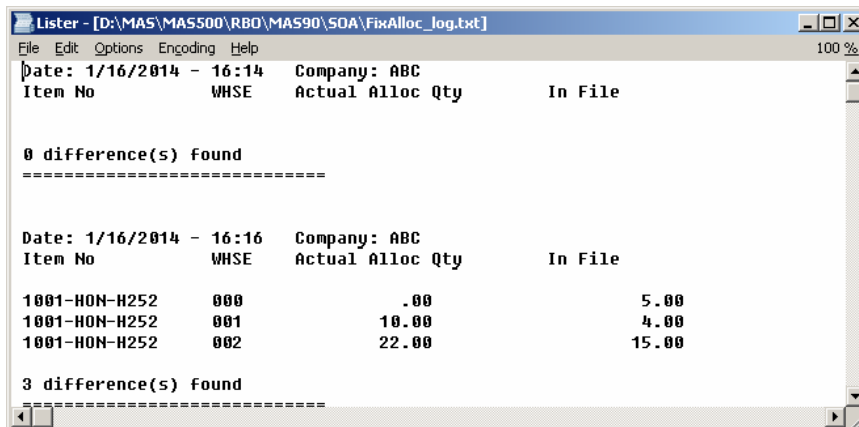 Lister - [D:\MAS\MAS500\RBO\MAS90\SOA\FixAlloc_log.txt]
File Edit Options Encoding Help 100 %
Date: 1/16/2014 - 16:14 Company: ABC
Item No WHSE Actual Alloc Qty In File
0 difference(s) found
=============================
Date: 1/16/2014 - 16:16 Company: ABC
Item No WHSE Actual Alloc Qty In File
1001-HON-H252 000 .00 5.00
1001-HON-H252 001 10.00 4.00
1001-HON-H252 002 22.00 15.00
3 difference(s) found
=============================